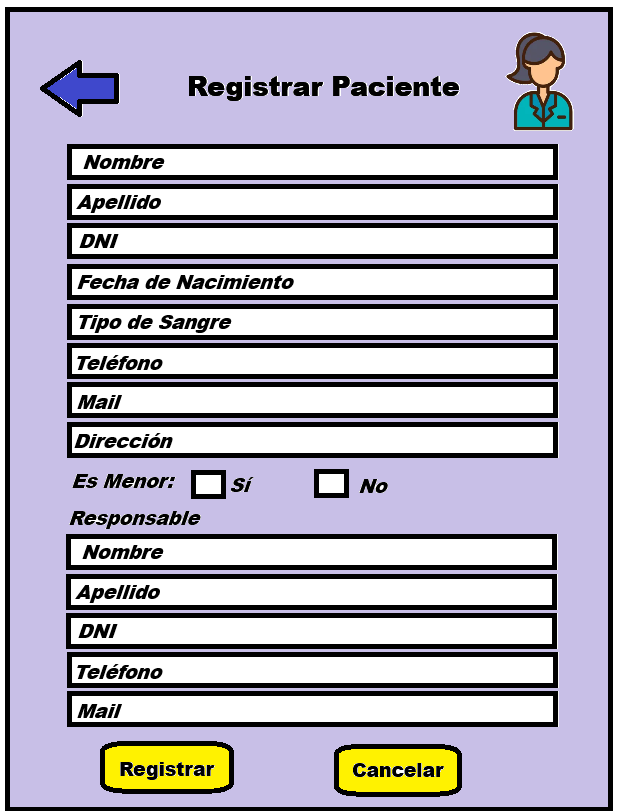 Registrar Paciente
Nombre
Apellido
DNI
Fecha de Nacimiento
Tipo de Sangre
Teléfono
Mail
Dirección
Es Menor: Sí No
Responsable
Nombre
Apellido
DNI
Teléfono
Mail
Registrar Cancelar